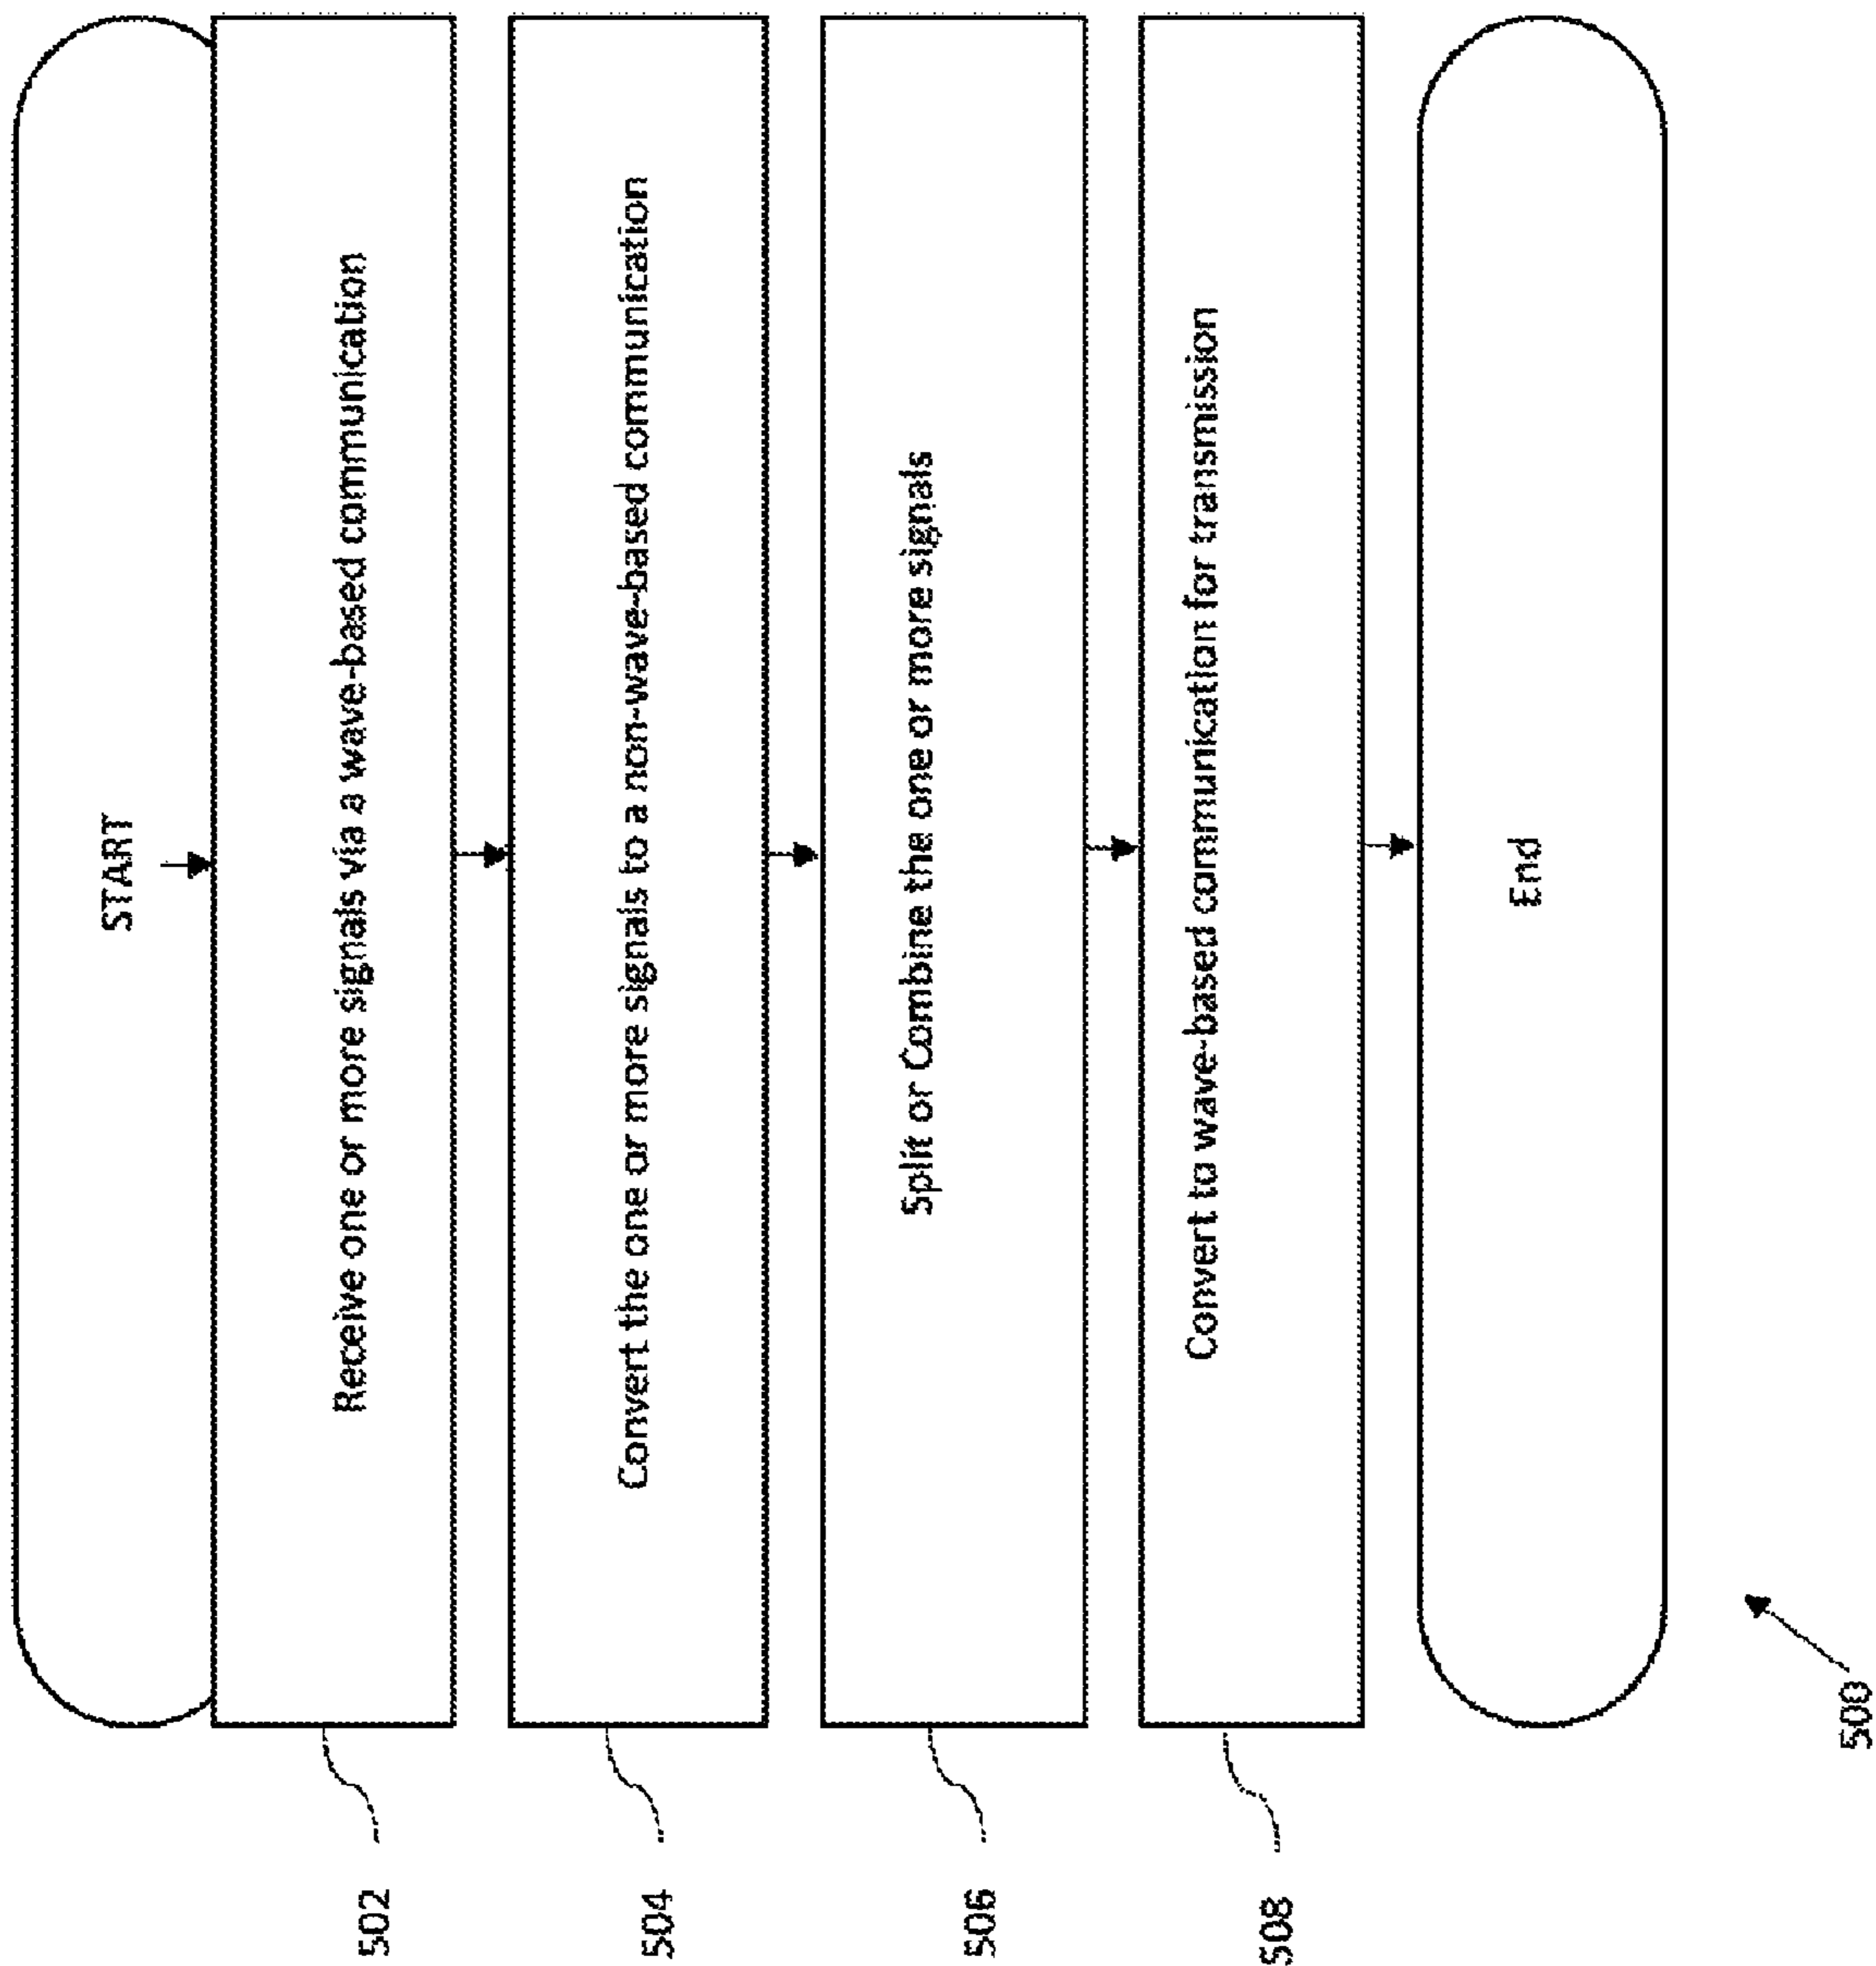 START
502
Receive one or more signals via a wave-based communication
504
Convert the one or more signals to a non-wave-based communication
506
Split or Combine the one or more signals
508
Convert to wave-based communication for transmission
End
500